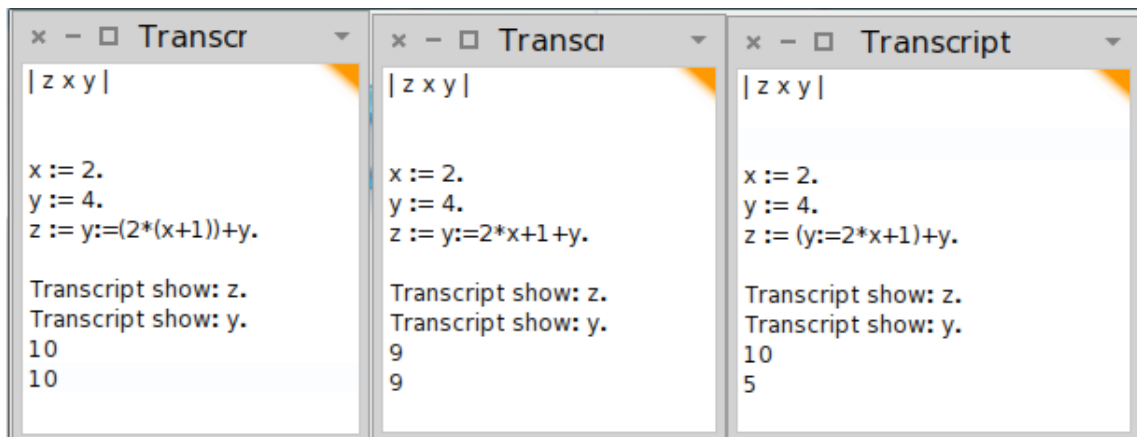 Transcr
| z x y |
x := 2.
y := 4.
z := y:=(2*(x+1))+y.
Transcript show: z.
Transcript show: y.
10
10
Transcr
| z x y |
x := 2.
y := 4.
z := y:=2*x+1+y.
Transcript show: z.
Transcript show: y.
9
9
Transcript
| z x y |
x := 2.
y := 4.
z := (y:=2*x+1)+y.
Transcript show: z.
Transcript show: y.
10
5